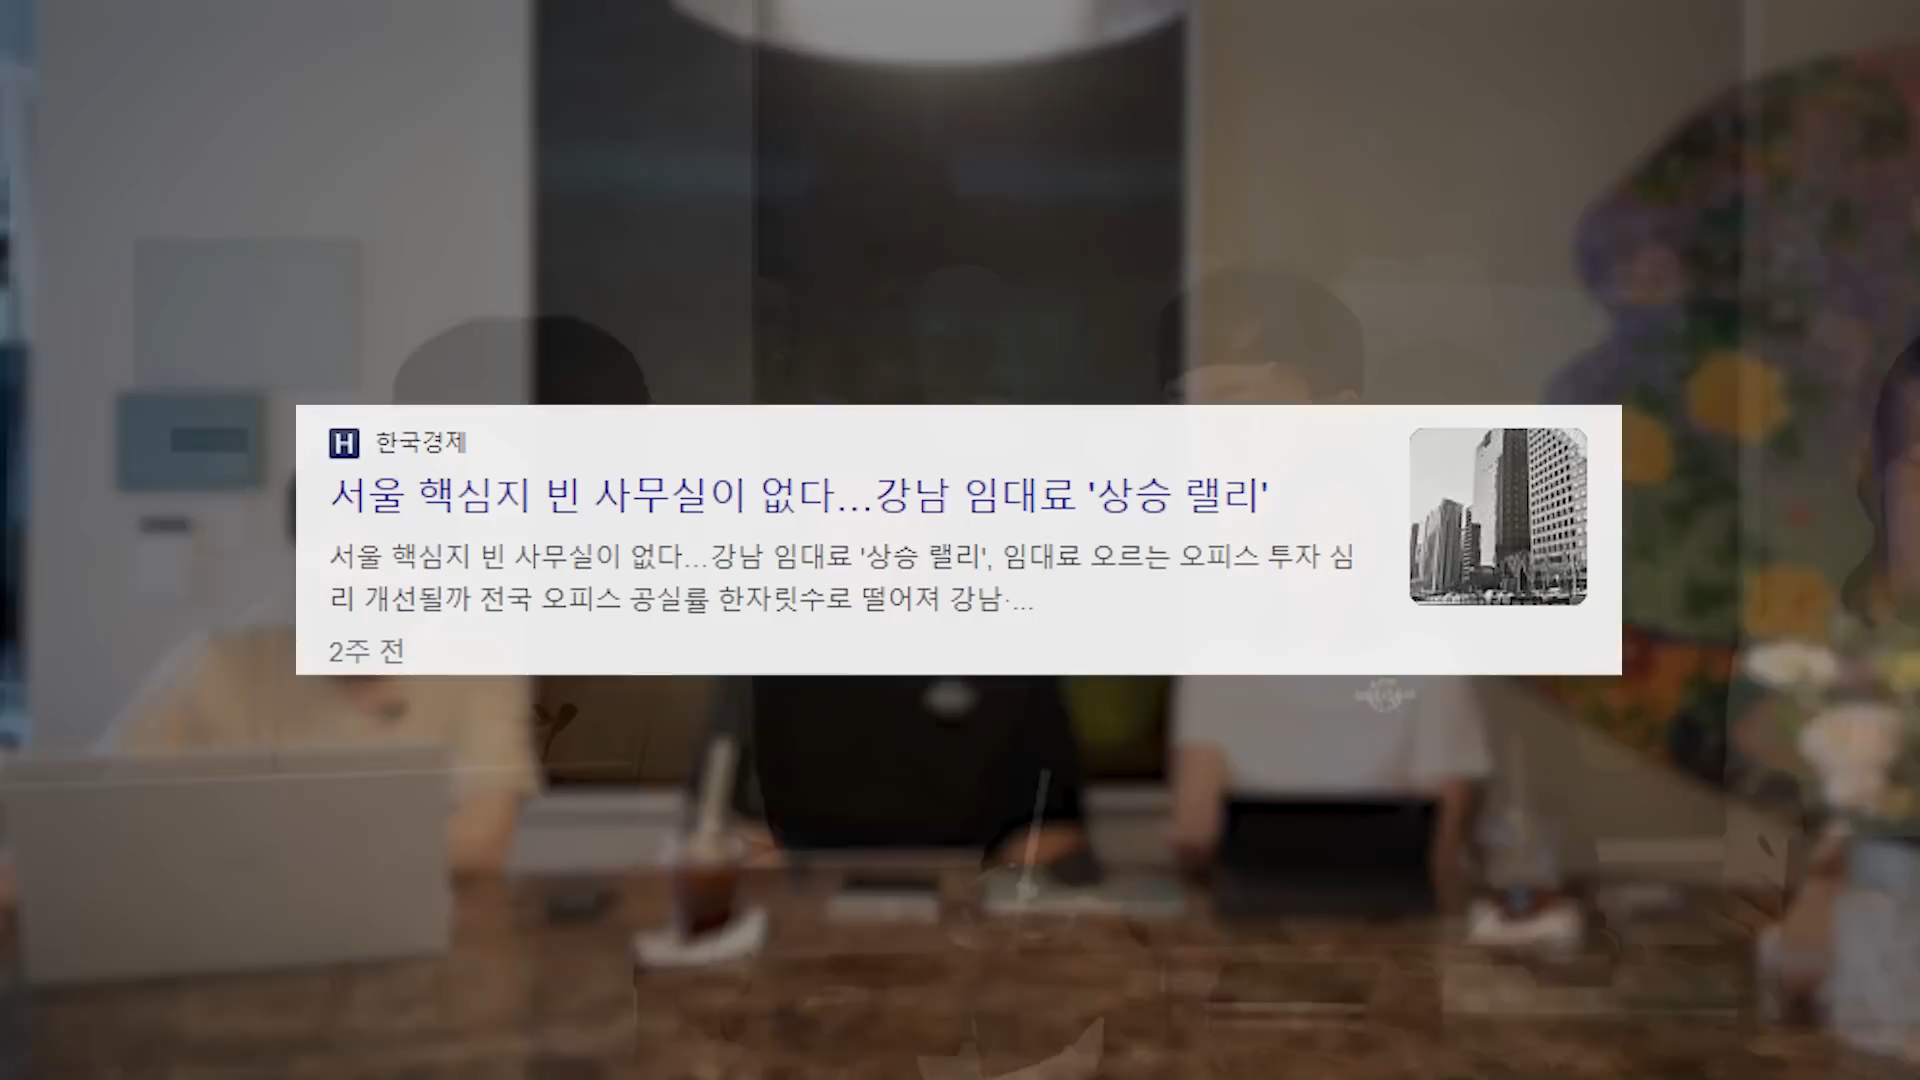 H 한국경제
서울 핵심지 빈 사무실이 없다...강남 임대료 '상승 랠리'
서울 핵심지 빈 사무실이 없다...강남 임대료 '상승 랠리', 임대료 오르는 오피스 투자 심
리 개선될까 전국 오피스 공실률 한자릿수로 떨어져 강남·...
2주 전